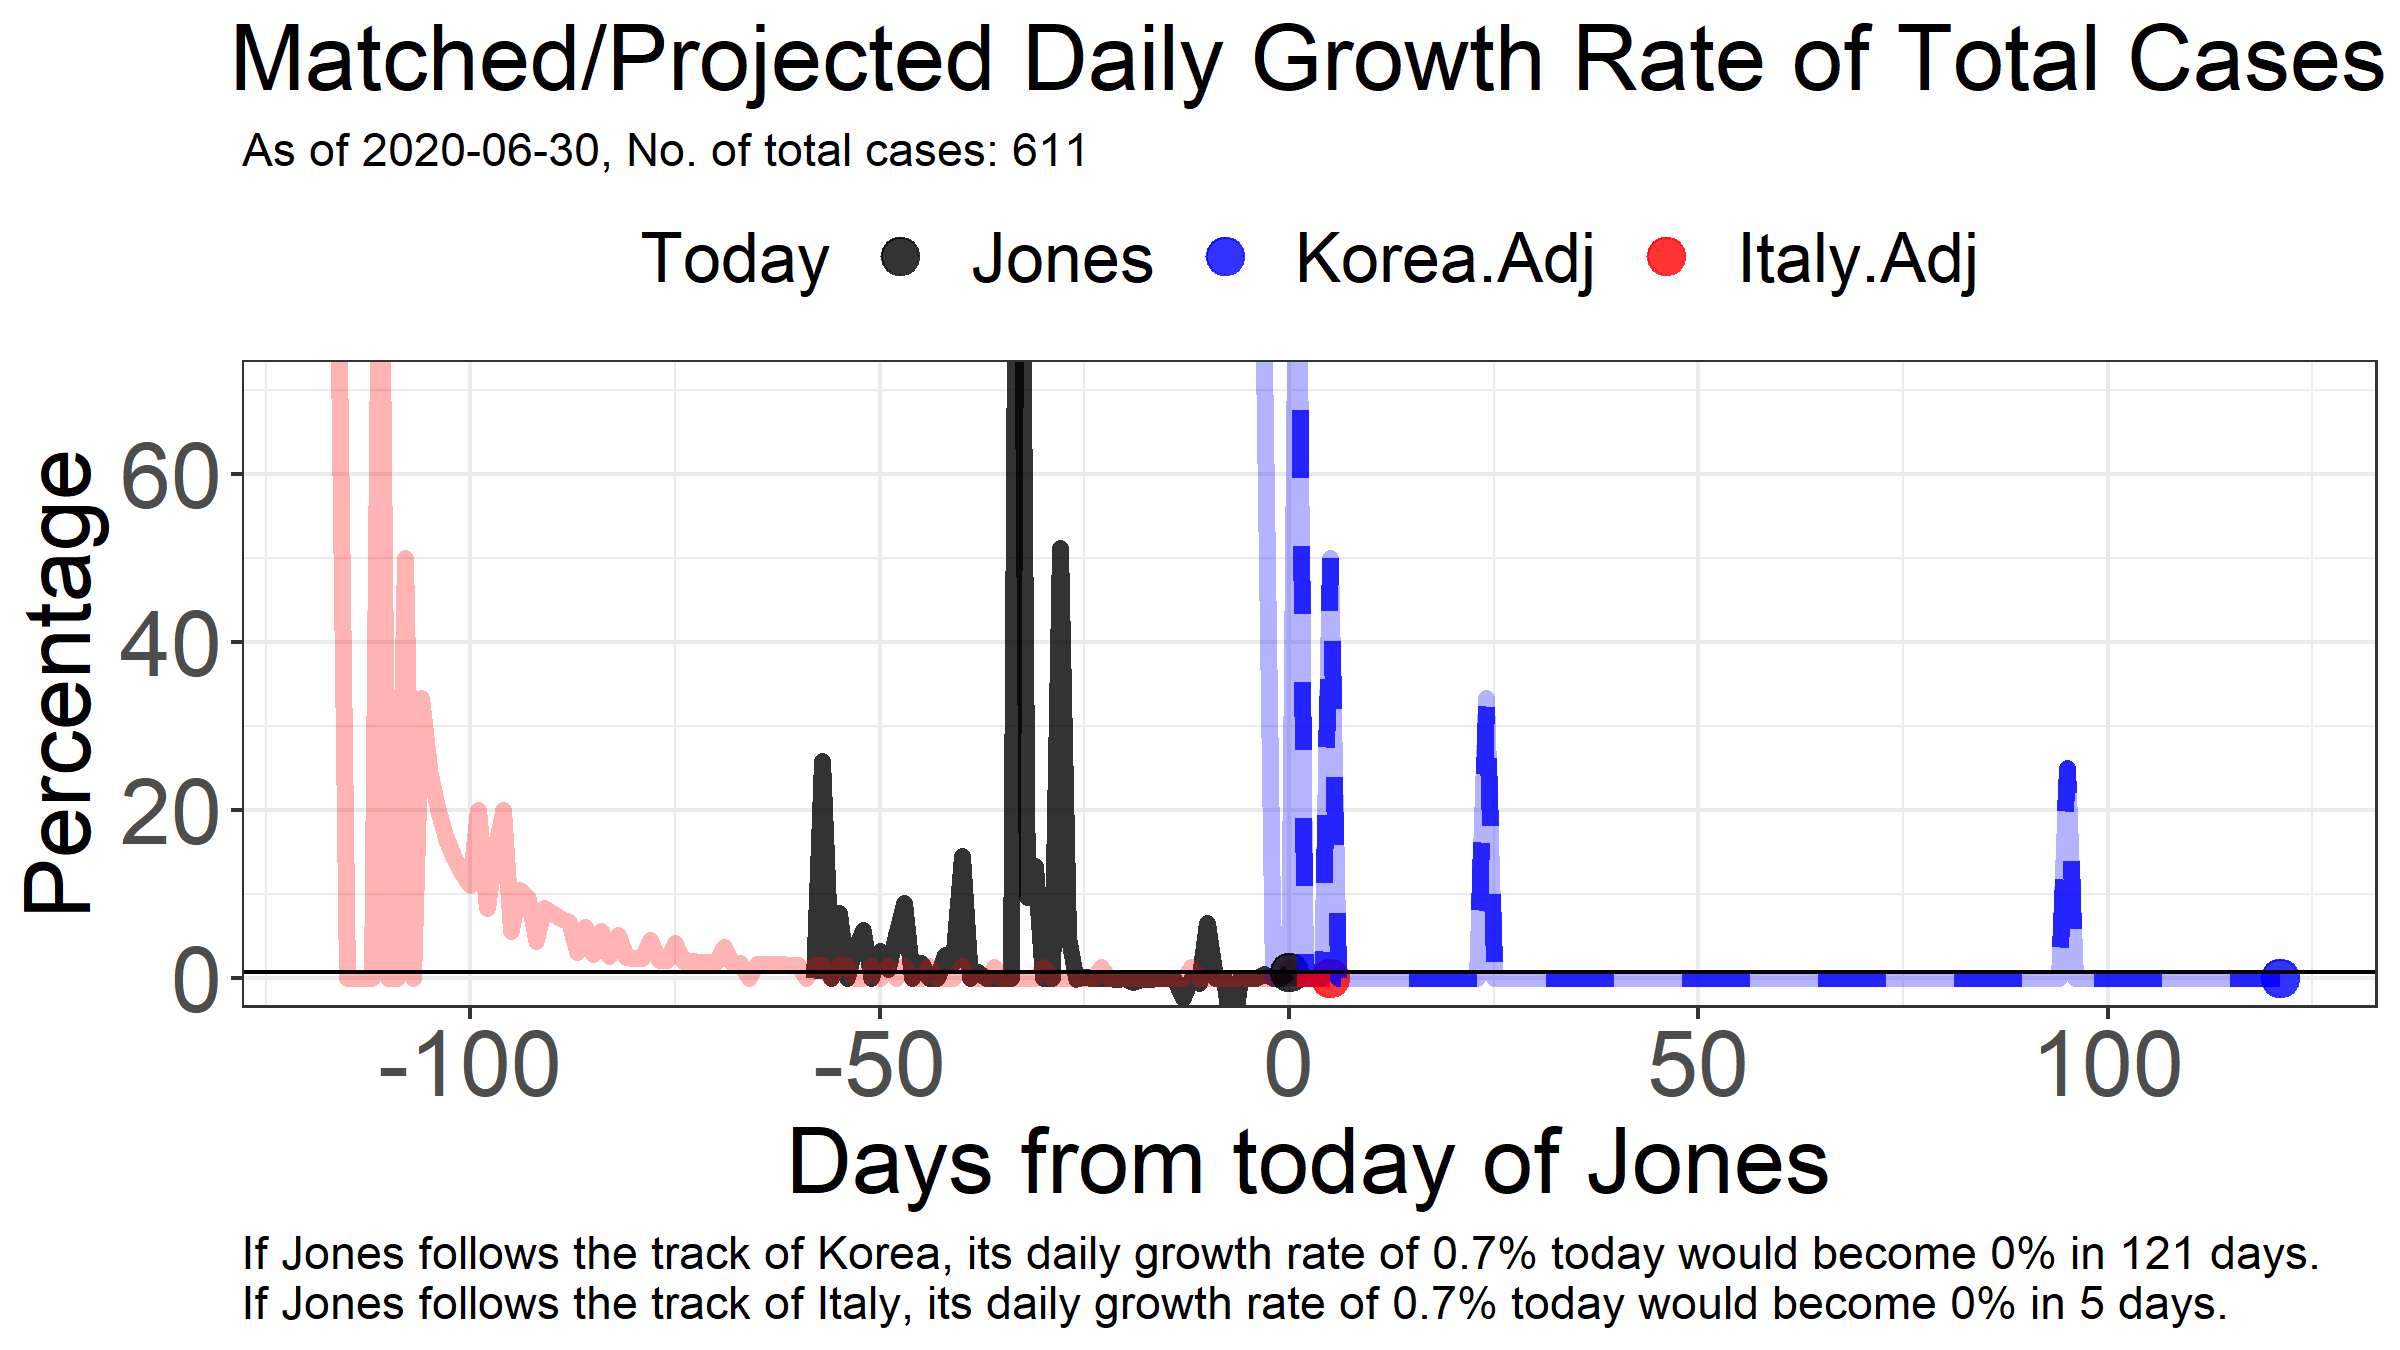 Matched/Projected Daily Growth Rate of Total Cases
As of 2020-06-30, No. of total cases: 611
Today Jones Korea.Adj Italy.Adj
Percentage
60
40
20
0
-100 -50 0 50 100
Days from today of Jones
If Jones follows the track of Korea, its daily growth rate of 0.7% today would become 0% in 121 days.
If Jones follows the track of Italy, its daily growth rate of 0.7% today would become 0% in 5 days.